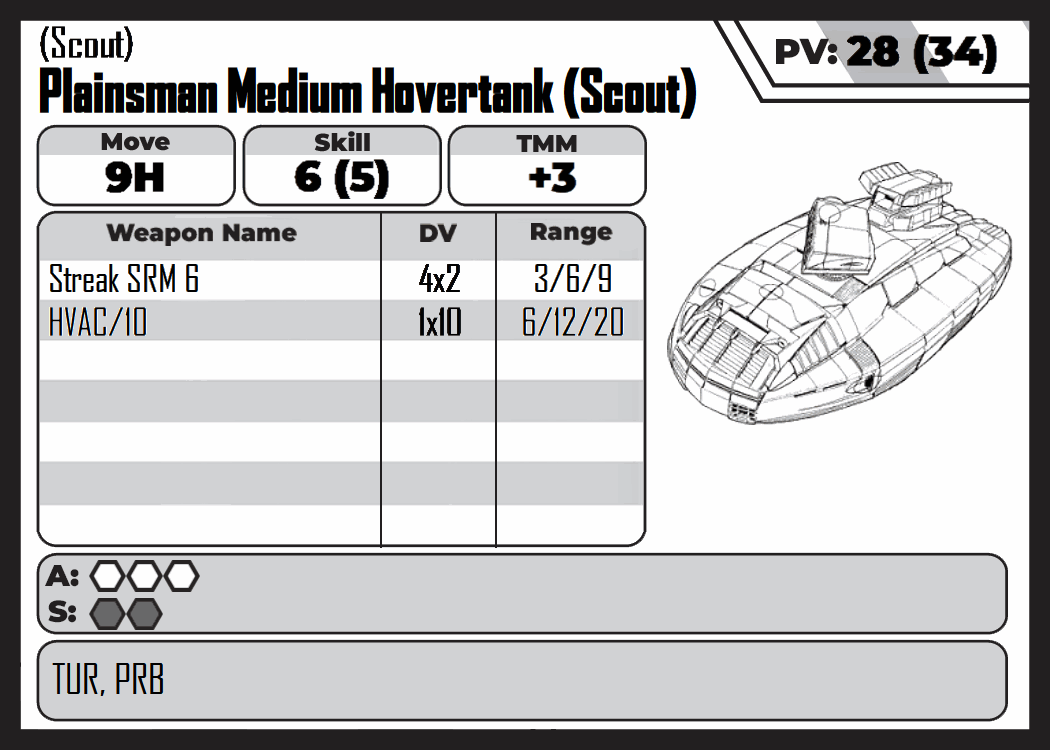 (Scout)
PV: 28 (34)
Plainsman Medium Hovertank (Scout)
Move Skill TMM
9H 6 (5) +3
Weapon Name DV Range
Streak SRM 6 4x2 3/6/9
HVAC/10 1x10 6/12/20
A:
S:
TUR, PRB